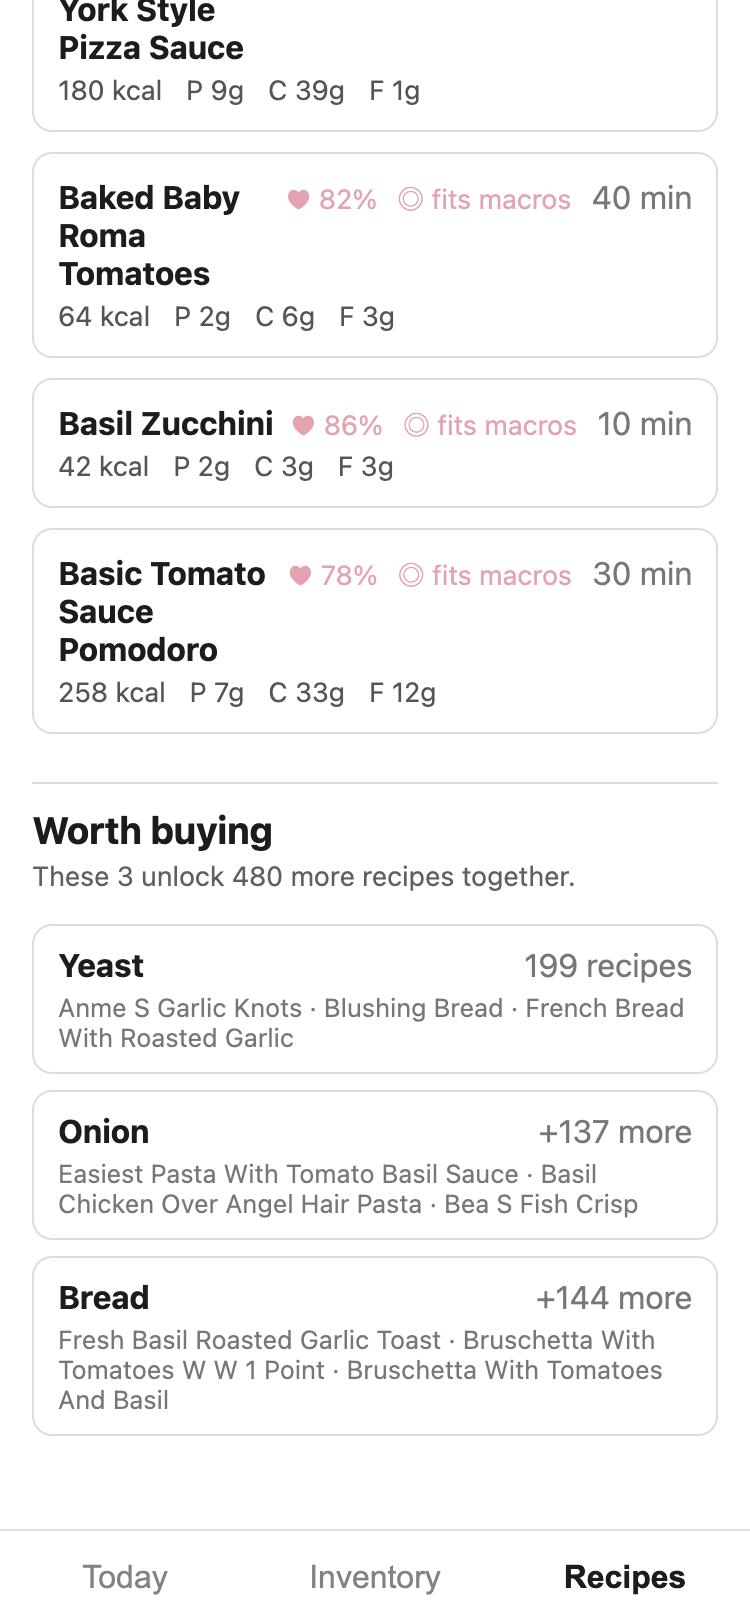 York Style
Pizza Sauce
180 kcal P 9g C 39g F 1g
Baked Baby 82% fits macros 40 min
Roma
Tomatoes
64 kcal P 2g C 6g F 3g
Basil Zucchini 86% fits macros 10 min
42 kcal P 2g C 3g F 3g
Basic Tomato 78% fits macros 30 min
Sauce
Pomodoro
258 kcal P 7g C 33g F 12g
Worth buying
These 3 unlock 480 more recipes together.
Yeast 199 recipes
Anme S Garlic Knots · Blushing Bread · French Bread
With Roasted Garlic
Onion +137 more
Easiest Pasta With Tomato Basil Sauce · Basil
Chicken Over Angel Hair Pasta · Bea S Fish Crisp
Bread +144 more
Fresh Basil Roasted Garlic Toast · Bruschetta With
Tomatoes W W 1 Point · Bruschetta With Tomatoes
And Basil
Today Inventory Recipes